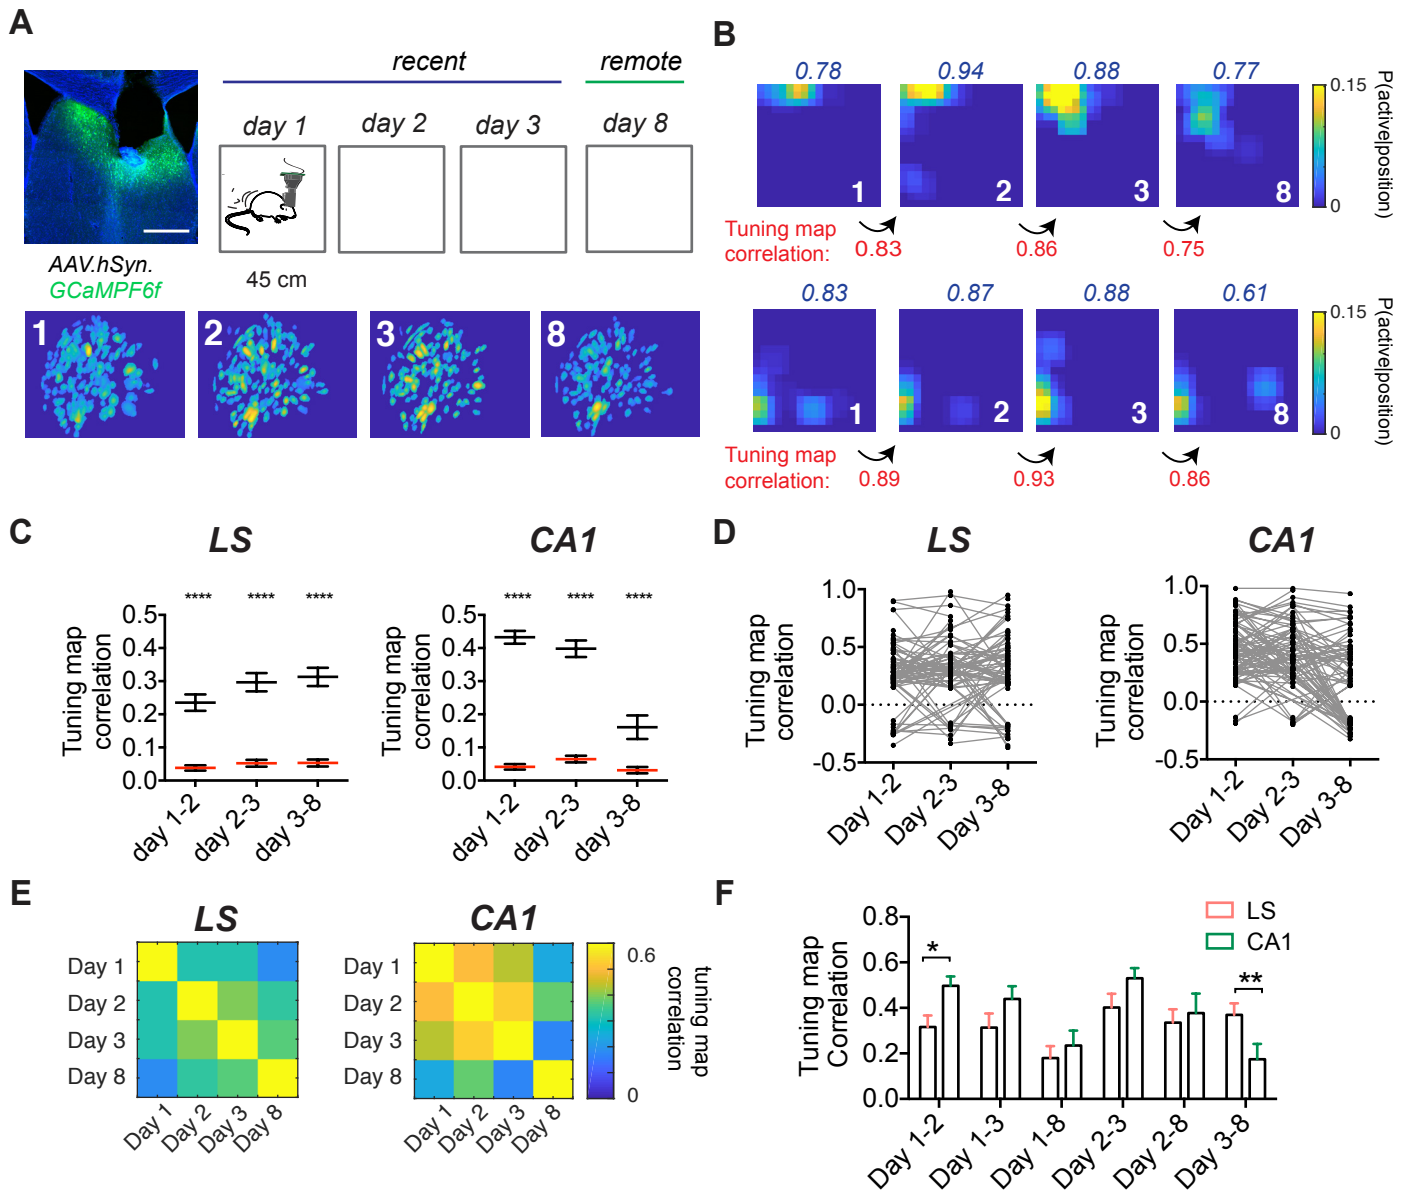 A
recent
remote
day 1
day 2
day 3
day 8
45 cm
AAV.hSyn.
GCaMPF6f
1
2
3
8
B
0.78
0.94
0.88
0.77
1
2
3
8
0.15
0
P(active|position)
Tuning map
correlation:
0.83
0.86
0.75
0.83
0.87
0.88
0.61
1
2
3
8
0.15
0
P(active|position)
Tuning map
correlation:
0.89
0.93
0.86
C
LS
**** **** ****
Tuning map
correlation
0.5
0.4
0.3
0.2
0.1
0.0
day 1-2
day 2-3
day 3-8
CA1
**** **** ****
Tuning map
correlation
0.5
0.4
0.3
0.2
0.1
0.0
day 1-2
day 2-3
day 3-8
D
LS
Tuning map
correlation
1.0
0.5
0.0
-0.5
Day 1-2
Day 2-3
Day 3-8
CA1
Tuning map
correlation
1.0
0.5
0.0
-0.5
Day 1-2
Day 2-3
Day 3-8
E
LS
Day 1
Day 2
Day 3
Day 8
Day 1
Day 2
Day 3
Day 8
CA1
Day 1
Day 2
Day 3
Day 8
Day 1
Day 2
Day 3
Day 8
0.6
0
tuning map
correlation
F
LS
CA1
Tuning map
Correlation
0.8
0.6
0.4
0.2
0.0
*
**
Day 1-2
Day 1-3
Day 1-8
Day 2-3
Day 2-8
Day 3-8